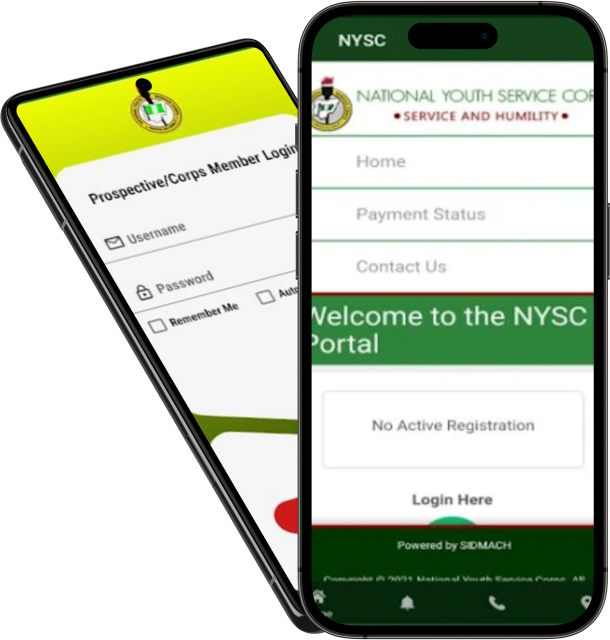 Prospective/Corps Member Login
Username
Password
Remember Me
NYSC
NATIONAL YOUTH SERVICE COR
•SERVICE AND HUMILITY•
Home
Payment Status
Contact Us
Welcome to the NYSC
Portal
No Active Registration
Login Here
Powered by SIDMACH
Copyright © 2021 National Youth Service Corps. All